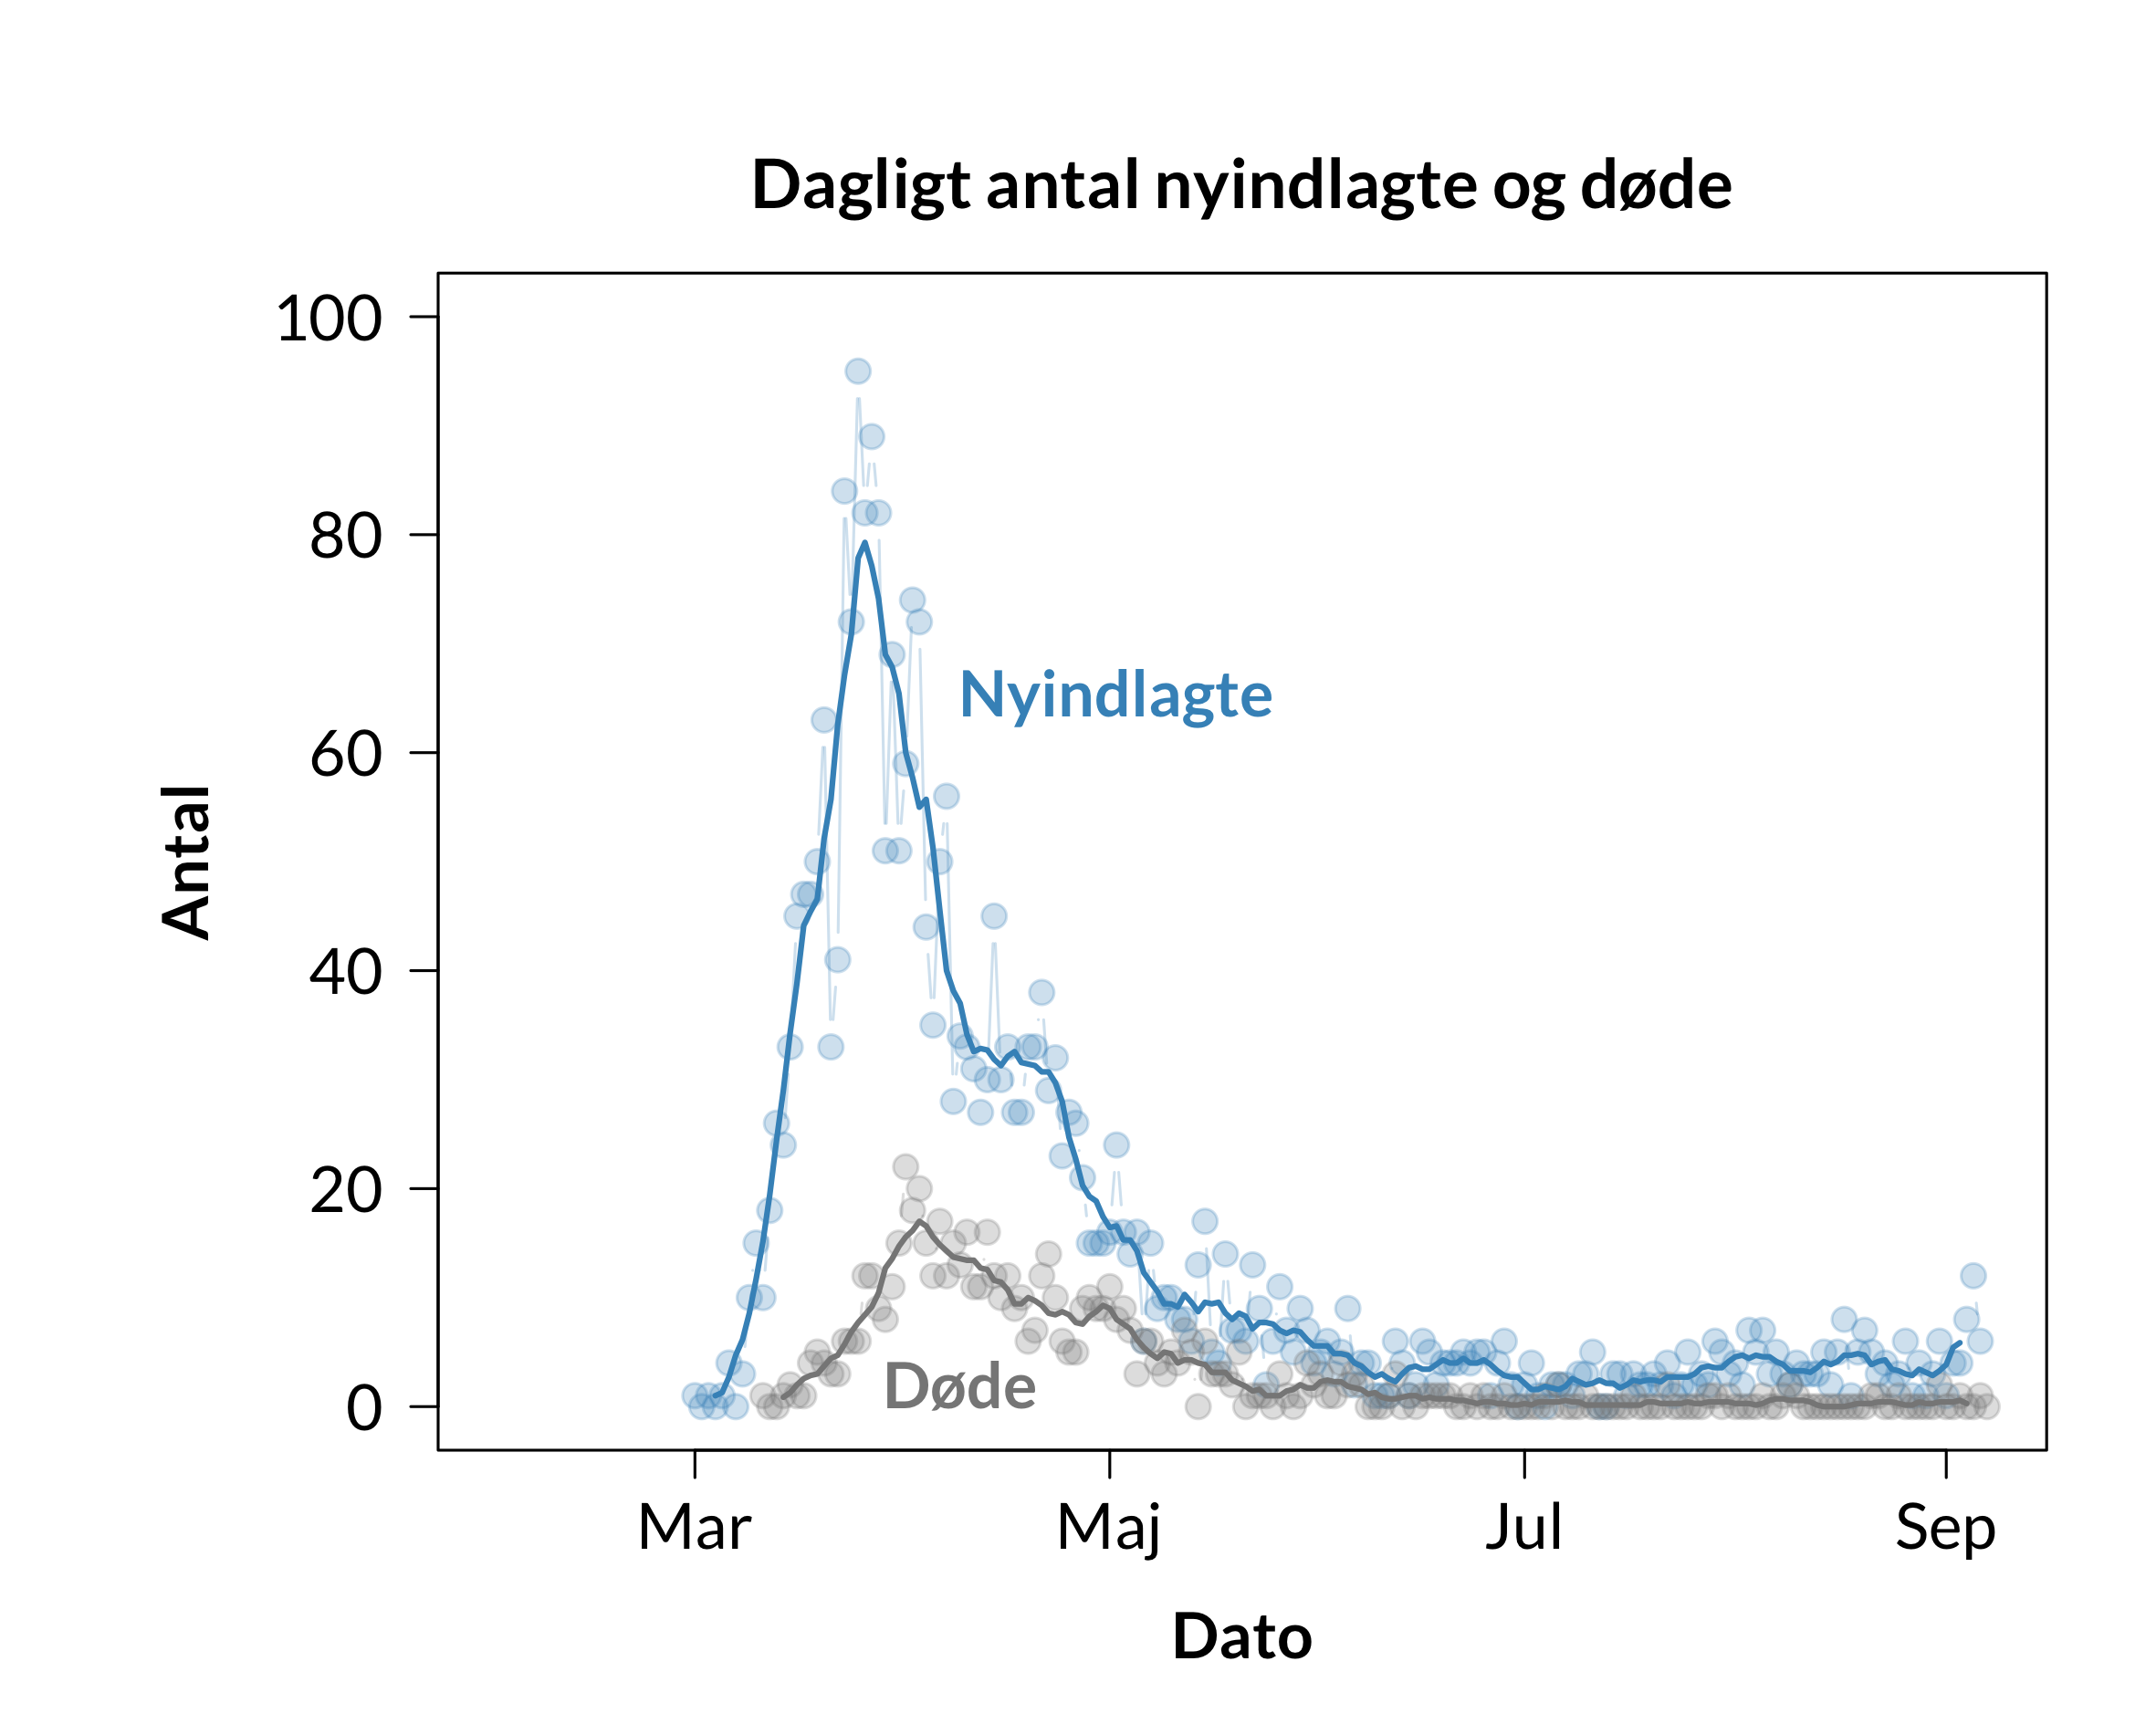 Dagligt antal nyindlagte og døde
100
80
60
40
20
0
Antal
Nyindlagte
Døde
Mar
Maj
Jul
Sep
Dato